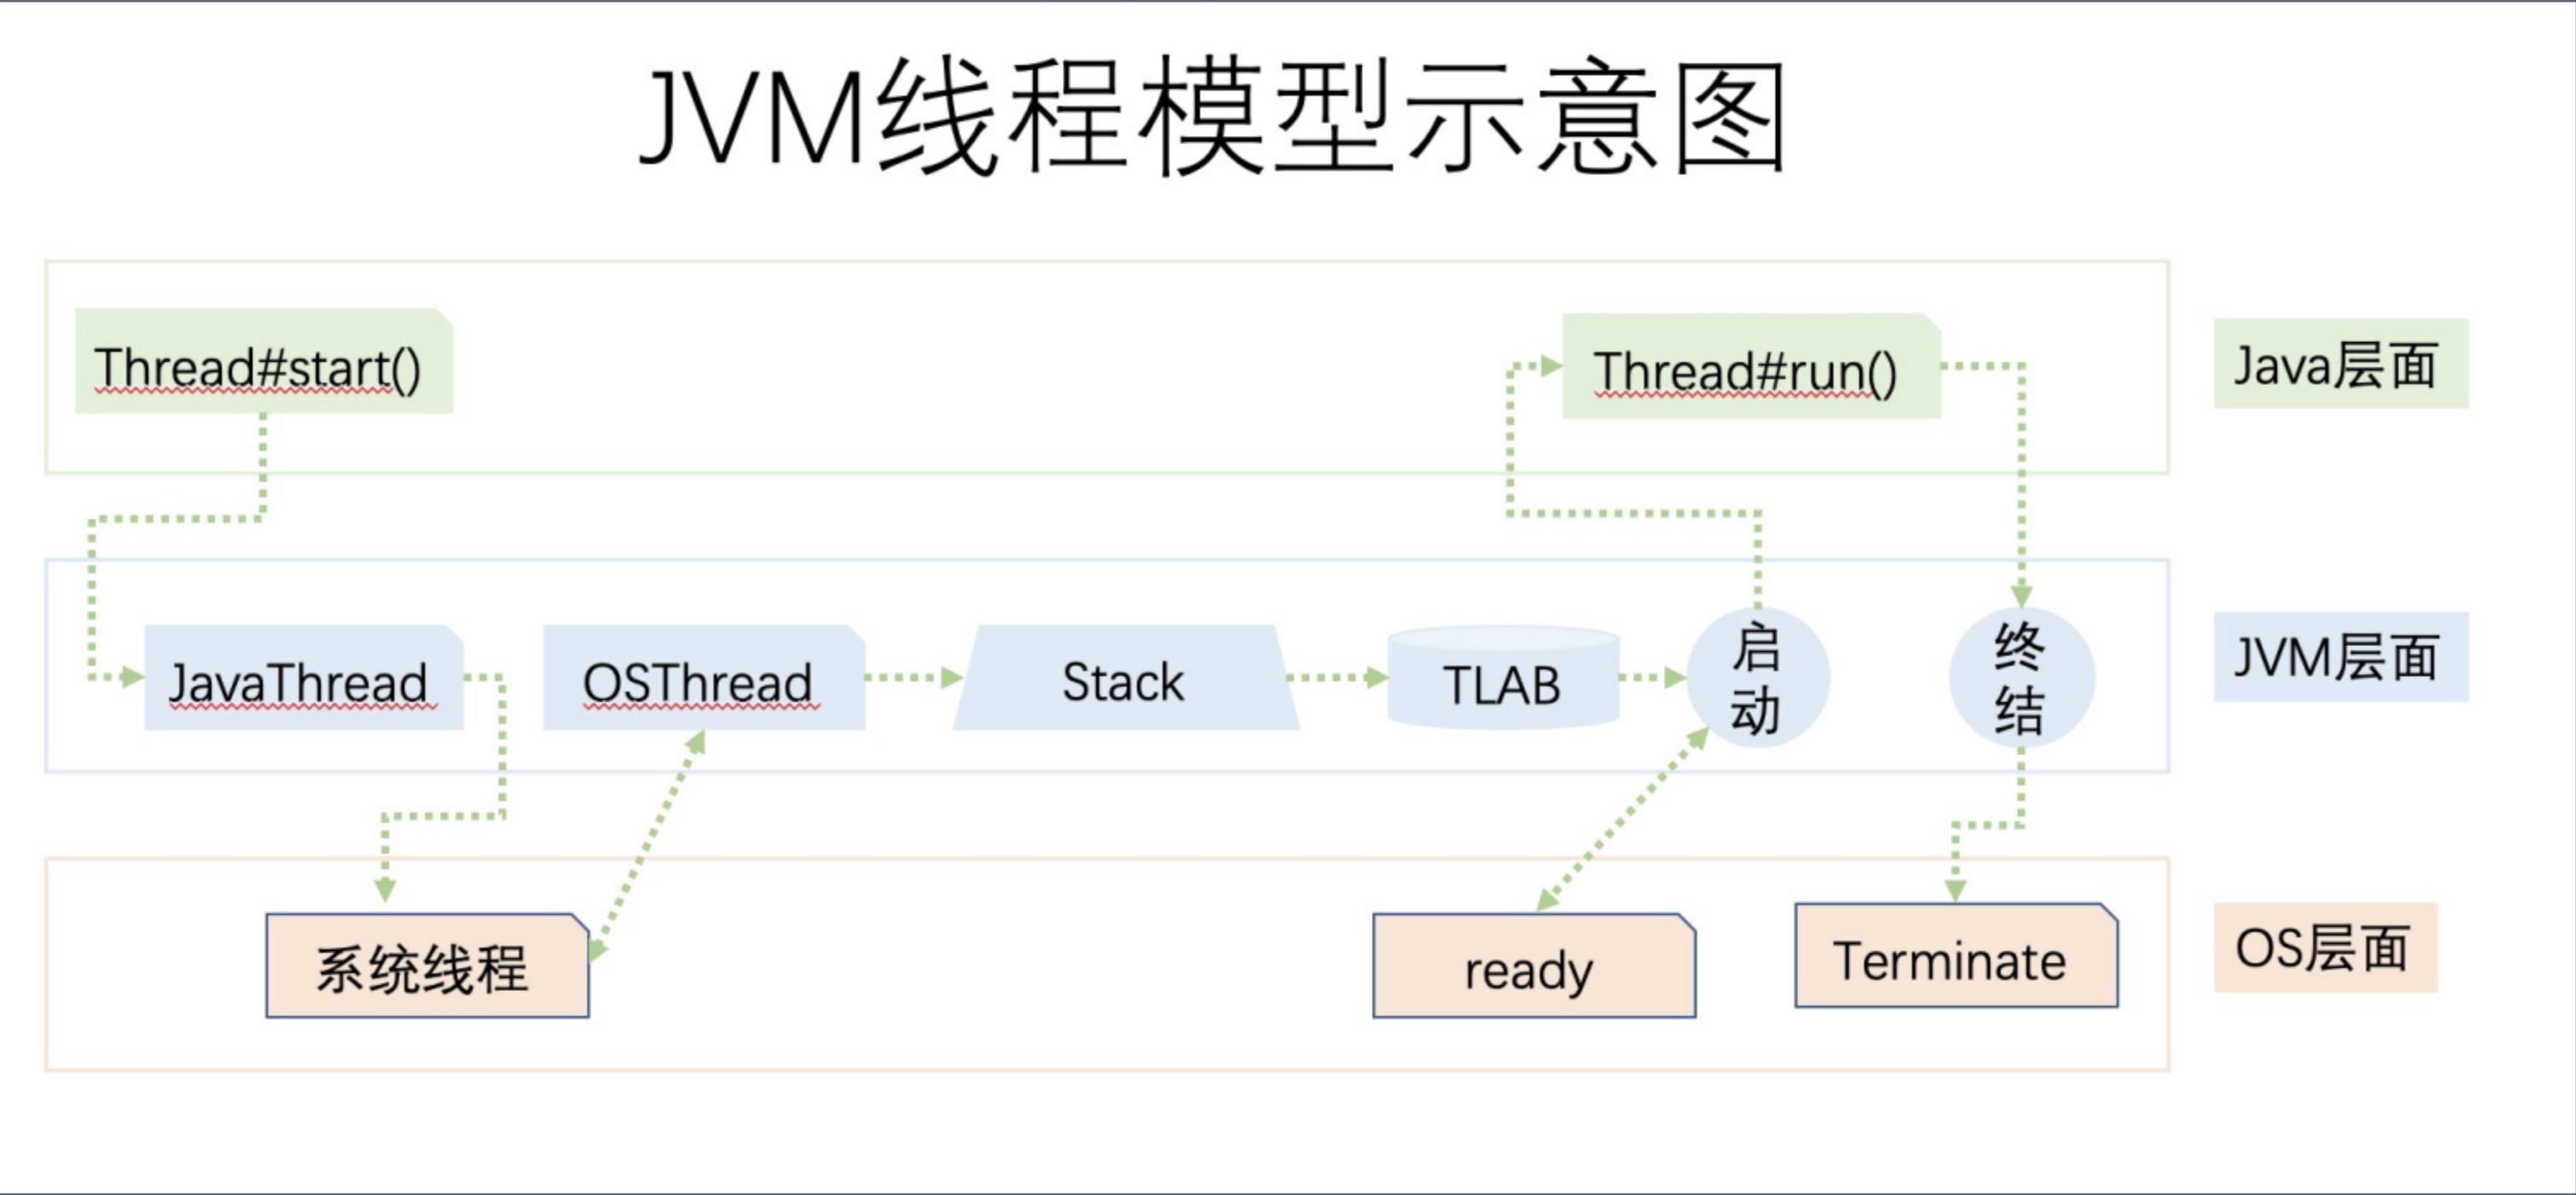 JVM线程模型示意图
Thread#start()
Thread#run()
Java层面
JavaThread
OSThread
Stack
TLAB
启
动
终
结
JVM层面
系统线程
ready
Terminate
OS层面